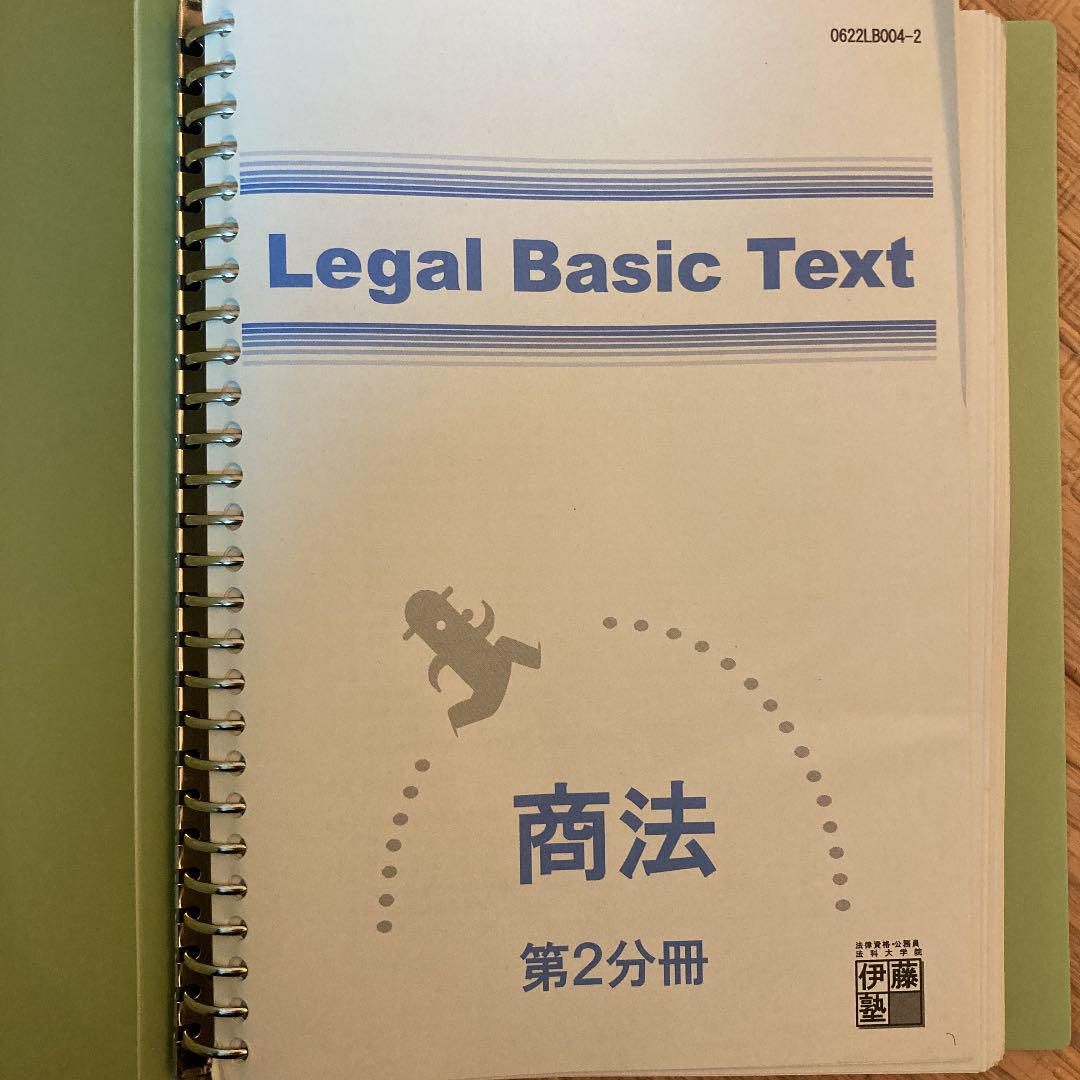 0622LB004-2
Legal Basic Text
商法
第2分冊
法律資格・公務員
法科大学院
伊藤
塾